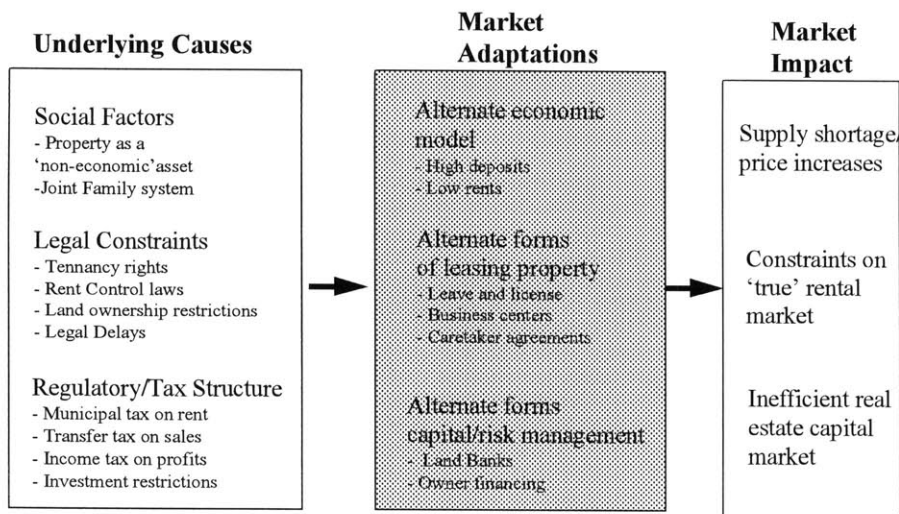 Underlying Causes
Social Factors
- Property as a
'non-economic'asset
-Joint Family system
Legal Constraints
- Tennancy rights
- Rent Control laws
- Land ownership restrictions
- Legal Delays
Regulatory/Tax Structure
- Municipal tax on rent
- Transfer tax on sales
- Income tax on profits
- Investment restrictions
Market
Adaptations
Alternate economic
model
- High deposits
- Low rents
Alternate forms
of leasing property
- Leave and license
- Business centers
- Caretaker agreements
Alternate forms
capital/risk management
- Land Banks
- Owner financing
Market
Impact
Supply shortage/
price increases
Constraints on
'true' rental
market
Inefficient real
estate capital
market